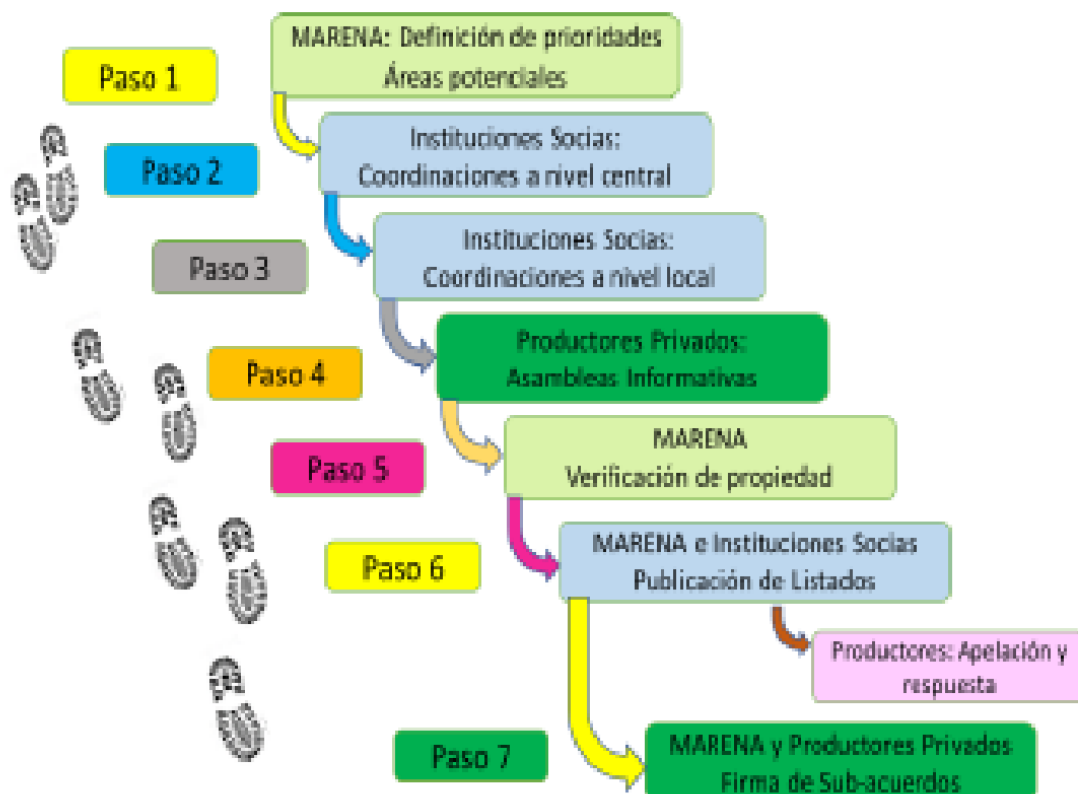 Paso 1
MARENA: Definición de prioridades
Áreas potenciales
Paso 2
Instituciones Socias:
Coordinaciones a nivel central
Paso 3
Instituciones Socias:
Coordinaciones a nivel local
Paso 4
Productores Privados:
Asambleas Informativas
Paso 5
MARENA
Verificación de propiedad
Paso 6
MARENA e Instituciones Socias
Publicación de Listados
Productores: Apelación y
respuesta
Paso 7
MARENA y Productores Privados
Firma de Sub-acuerdos